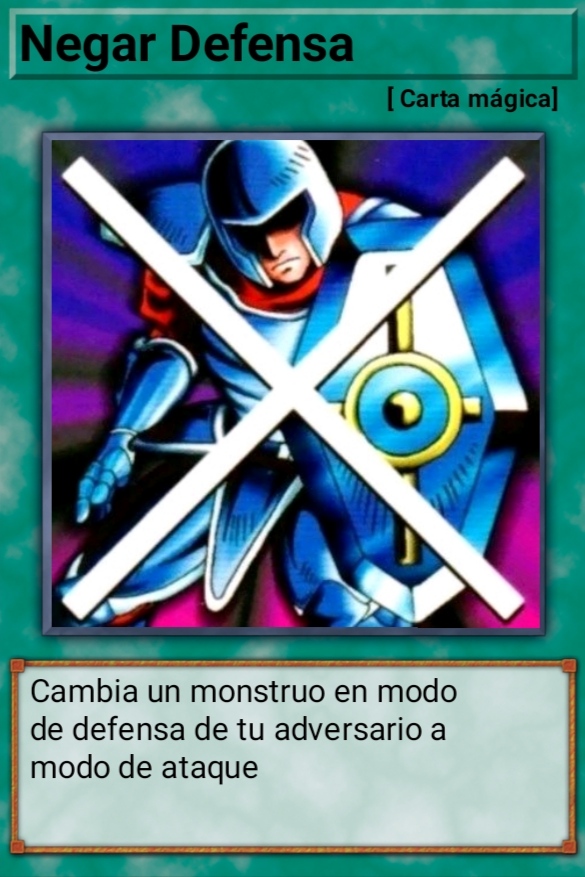 Negar Defensa
[ Carta mágica]
Cambia un monstruo en modo
de defensa de tu adversario a
modo de ataque